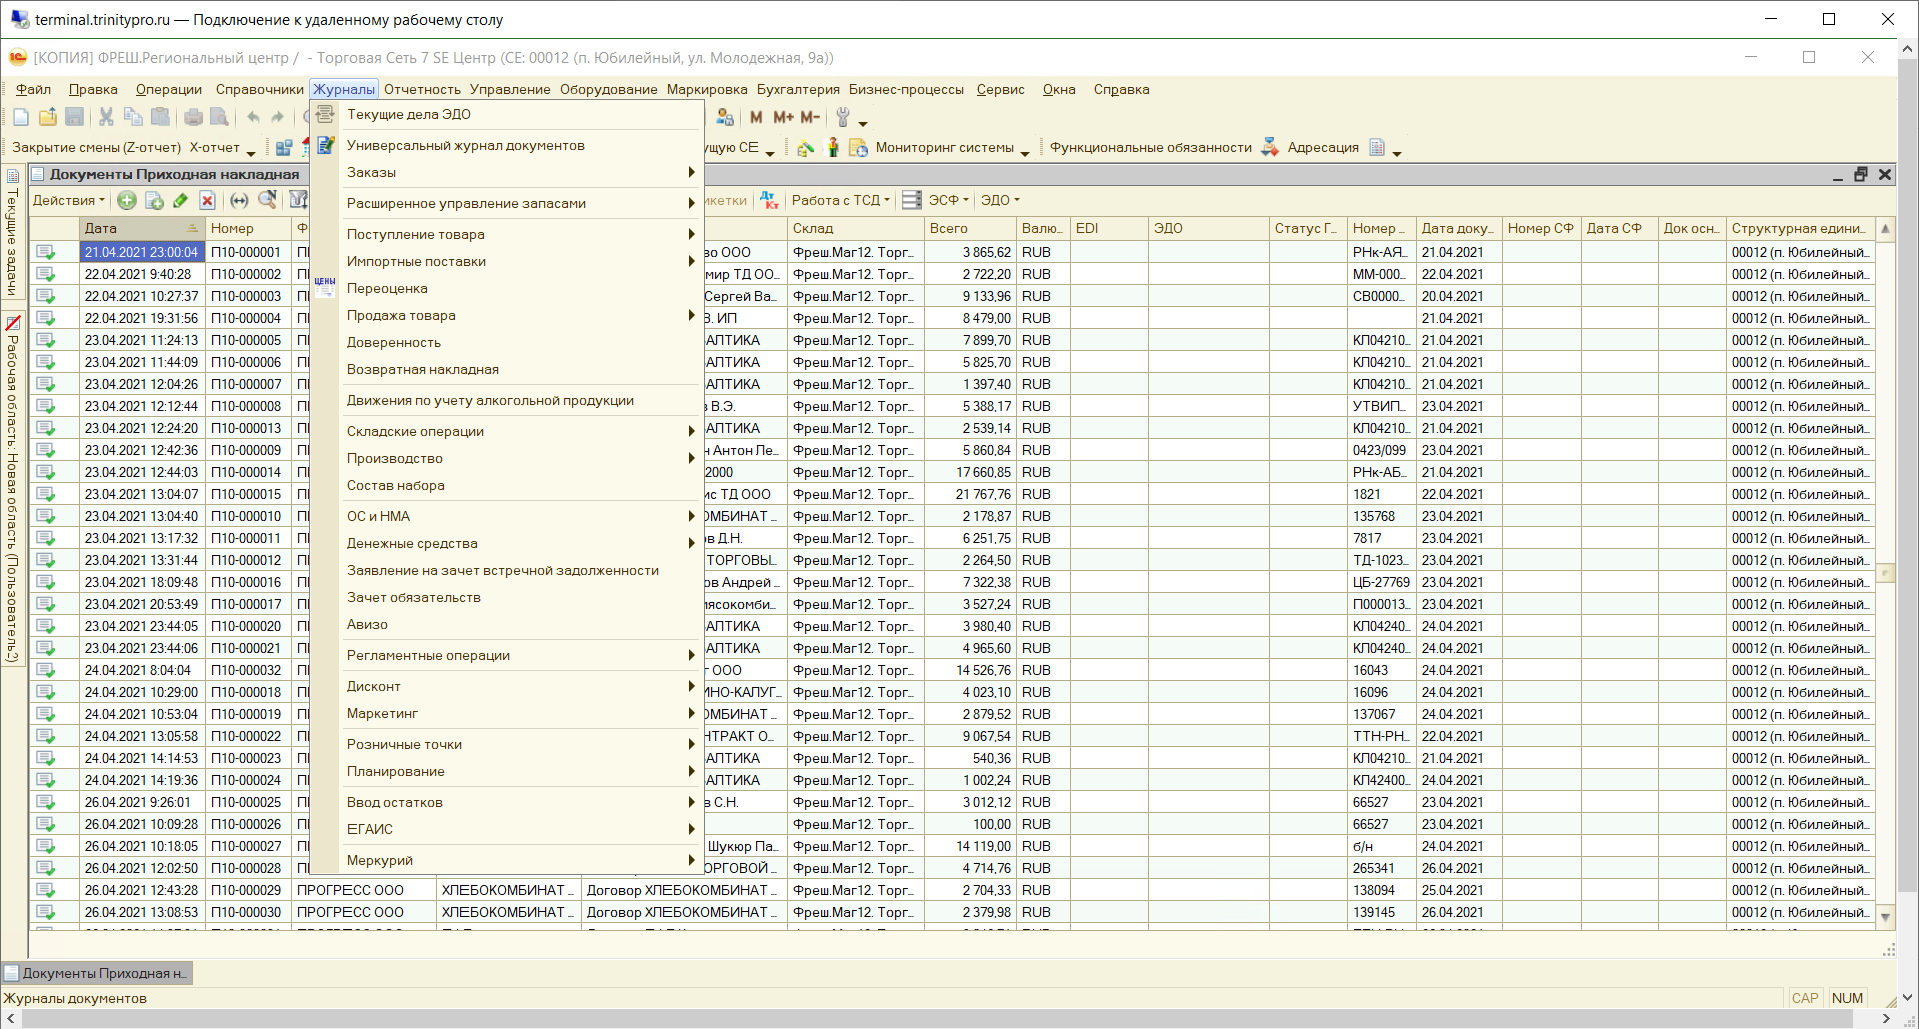 terminal.trinitypro.ru — Подключение к удаленному рабочему столу
[КОПИЯ] ФРЕШ.Региональный центр / - Торговая Сеть 7 SE Центр (СЕ: 00012 (п. Юбилейный, ул. Молодежная, 9а))
Файл Правка Операции Справочники Журналы Отчетность Управление Оборудование Маркировка Бухгалтерия Бизнес-процессы Сервис Окна Справка
M M+ M-
Закрытие смены (Z-отчет) X-отчет ущую СЕ Мониторинг системы Функциональные обязанности Адресация
Документы Приходная накладная
Действия икетки Работа с ТСД ЭСФ ЭДО
Текущие задачи
Рабочая область: Новая область (Пользователь2)
Текущие дела ЭДО
Универсальный журнал документов
Заказы
Расширенное управление запасами
Поступление товара
Импортные поставки
ЦЕНЫ
Переоценка
Продажа товара
Доверенность
Возвратная накладная
Движения по учету алкогольной продукции
Складские операции
Производство
Состав набора
ОС и НМА
Денежные средства
Заявление на зачет встречной задолженности
Зачет обязательств
Авизо
Регламентные операции
Дисконт
Маркетинг
Розничные точки
Планирование
Ввод остатков
ЕГАИС
Меркурий
Дата Номер Ф Склад Всего Валю... EDI ЭДО Статус Г... Номер ... Дата доку... Номер СФ Дата СФ Док осн... Структурная едини...
21.04.2021 23:00:04 П10-000001 ПІ во ООО Фреш.Маг12. Торг... 3 865,62 RUB РНк-АЯ... 21.04.2021 00012 (п. Юбилейный...
22.04.2021 9:40:28 П10-000002 ПІ мир ТД ОО... Фреш.Маг12. Торг... 2 722,20 RUB ММ-000... 22.04.2021 00012 (п. Юбилейный...
22.04.2021 10:27:37 П10-000003 ПІ Сергей Ва... Фреш.Маг12. Торг... 9 133,96 RUB СВ0000... 20.04.2021 00012 (п. Юбилейный...
22.04.2021 19:31:56 П10-000004 ПІ В. ИП Фреш.Маг12. Торг... 8 479,00 RUB 21.04.2021 00012 (п. Юбилейный...
23.04.2021 11:24:13 П10-000005 ПІ АЛТИКА Фреш.Маг12. Торг... 7 899,70 RUB КЛ04210... 21.04.2021 00012 (п. Юбилейный...
23.04.2021 11:44:09 П10-000006 ПІ АЛТИКА Фреш.Маг12. Торг... 5 825,70 RUB КЛ04210... 21.04.2021 00012 (п. Юбилейный...
23.04.2021 12:04:26 П10-000007 ПІ АЛТИКА Фреш.Маг12. Торг... 1 397,40 RUB КЛ04210... 21.04.2021 00012 (п. Юбилейный...
23.04.2021 12:12:44 П10-000008 ПІ в В.Э. Фреш.Маг12. Торг... 5 388,17 RUB УТВИП... 23.04.2021 00012 (п. Юбилейный...
23.04.2021 12:24:20 П10-000013 ПІ АЛТИКА Фреш.Маг12. Торг... 2 539,14 RUB КЛ04210... 21.04.2021 00012 (п. Юбилейный...
23.04.2021 12:42:36 П10-000009 ПІ н Антон Ле... Фреш.Маг12. Торг... 5 860,84 RUB 0423/099 23.04.2021 00012 (п. Юбилейный...
23.04.2021 12:44:03 П10-000014 ПІ 2000 Фреш.Маг12. Торг... 17 660,85 RUB РНк-АБ... 21.04.2021 00012 (п. Юбилейный...
23.04.2021 13:04:07 П10-000015 ПІ ис ТД ООО Фреш.Маг12. Торг... 21 767,76 RUB 1821 22.04.2021 00012 (п. Юбилейный...
23.04.2021 13:04:40 П10-000010 ПІ ОМБИНАТ ... Фреш.Маг12. Торг... 2 178,87 RUB 135768 23.04.2021 00012 (п. Юбилейный...
23.04.2021 13:17:32 П10-000011 ПІ ов Д.Н. Фреш.Маг12. Торг... 6 251,75 RUB 7817 23.04.2021 00012 (п. Юбилейный...
23.04.2021 13:31:44 П10-000012 ПІ ТОРГОВЫ... Фреш.Маг12. Торг... 2 264,50 RUB ТД-1023... 23.04.2021 00012 (п. Юбилейный...
23.04.2021 18:09:48 П10-000016 ПІ ов Андрей ... Фреш.Маг12. Торг... 7 322,38 RUB ЦБ-27769 23.04.2021 00012 (п. Юбилейный...
23.04.2021 20:53:49 П10-000017 ПІ мясокомби... Фреш.Маг12. Торг... 3 527,24 RUB П000013... 23.04.2021 00012 (п. Юбилейный...
23.04.2021 23:44:05 П10-000020 ПІ АЛТИКА Фреш.Маг12. Торг... 3 980,40 RUB КЛ04240... 24.04.2021 00012 (п. Юбилейный...
23.04.2021 23:44:06 П10-000021 ПІ АЛТИКА Фреш.Маг12. Торг... 4 965,60 RUB КЛ04240... 24.04.2021 00012 (п. Юбилейный...
24.04.2021 8:04:04 П10-000032 ПІ г ООО Фреш.Маг12. Торг... 14 526,76 RUB 16043 24.04.2021 00012 (п. Юбилейный...
24.04.2021 10:29:00 П10-000018 ПІ ИНО-КАЛУГ... Фреш.Маг12. Торг... 4 023,10 RUB 16096 24.04.2021 00012 (п. Юбилейный...
24.04.2021 10:53:04 П10-000019 ПІ ОМБИНАТ ... Фреш.Маг12. Торг... 2 879,52 RUB 137067 24.04.2021 00012 (п. Юбилейный...
24.04.2021 13:05:58 П10-000022 ПІ НТРАКТ О... Фреш.Маг12. Торг... 9 067,54 RUB ТТН-РН... 22.04.2021 00012 (п. Юбилейный...
24.04.2021 14:14:53 П10-000023 ПІ АЛТИКА Фреш.Маг12. Торг... 540,36 RUB КЛ04210... 21.04.2021 00012 (п. Юбилейный...
24.04.2021 14:19:36 П10-000024 ПІ АЛТИКА Фреш.Маг12. Торг... 1 002,24 RUB КЛ42400... 24.04.2021 00012 (п. Юбилейный...
26.04.2021 9:26:01 П10-000025 ПІ в С.Н. Фреш.Маг12. Торг... 3 012,12 RUB 66527 23.04.2021 00012 (п. Юбилейный...
26.04.2021 10:09:28 П10-000026 ПІ Фреш.Маг12. Торг... 100,00 RUB 66527 23.04.2021 00012 (п. Юбилейный...
26.04.2021 10:18:05 П10-000027 ПІ Шукюр Па... Фреш.Маг12. Торг... 14 119,00 RUB б/н 24.04.2021 00012 (п. Юбилейный...
26.04.2021 12:02:50 П10-000028 ПІ ОРГОВОЙ ... Фреш.Маг12. Торг... 4 714,76 RUB 265341 26.04.2021 00012 (п. Юбилейный...
26.04.2021 12:43:28 П10-000029 ПРОГРЕСС ООО ХЛЕБОКОМБИНАТ ... Договор ХЛЕБОКОМБИНАТ ... Фреш.Маг12. Торг... 2 704,33 RUB 138094 25.04.2021 00012 (п. Юбилейный...
26.04.2021 13:08:53 П10-000030 ПРОГРЕСС ООО ХЛЕБОКОМБИНАТ ... Договор ХЛЕБОКОМБИНАТ ... Фреш.Маг12. Торг... 2 379,98 RUB 139145 26.04.2021 00012 (п. Юбилейный...
Документы Приходная н...
Журналы документов
CAP NUM